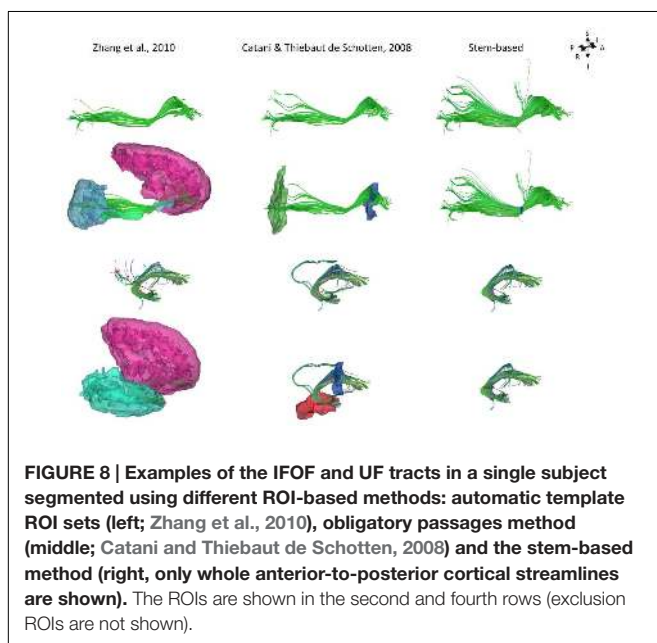 Zhang et al., 2010
Catani & Thiebaut de Schotten, 2008
Stem-based
S
P A
R
I
FIGURE 8 | Examples of the IFOF and UF tracts in a single subject
segmented using different ROI-based methods: automatic template
ROI sets (left; Zhang et al., 2010), obligatory passages method
(middle; Catani and Thiebaut de Schotten, 2008) and the stem-based
method (right, only whole anterior-to-posterior cortical streamlines
are shown). The ROIs are shown in the second and fourth rows (exclusion
ROIs are not shown).